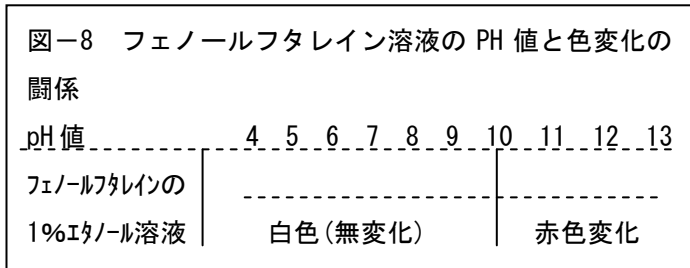 図－8 フェノールフタレイン溶液の PH 値と色変化の
闘係
pH値 4 5 6 7 8 9 10 11 12 13
ﾌｪﾉｰﾙﾌﾀﾚｲﾝの
1%ｴﾀﾉｰﾙ溶液 白色(無変化) 赤色変化